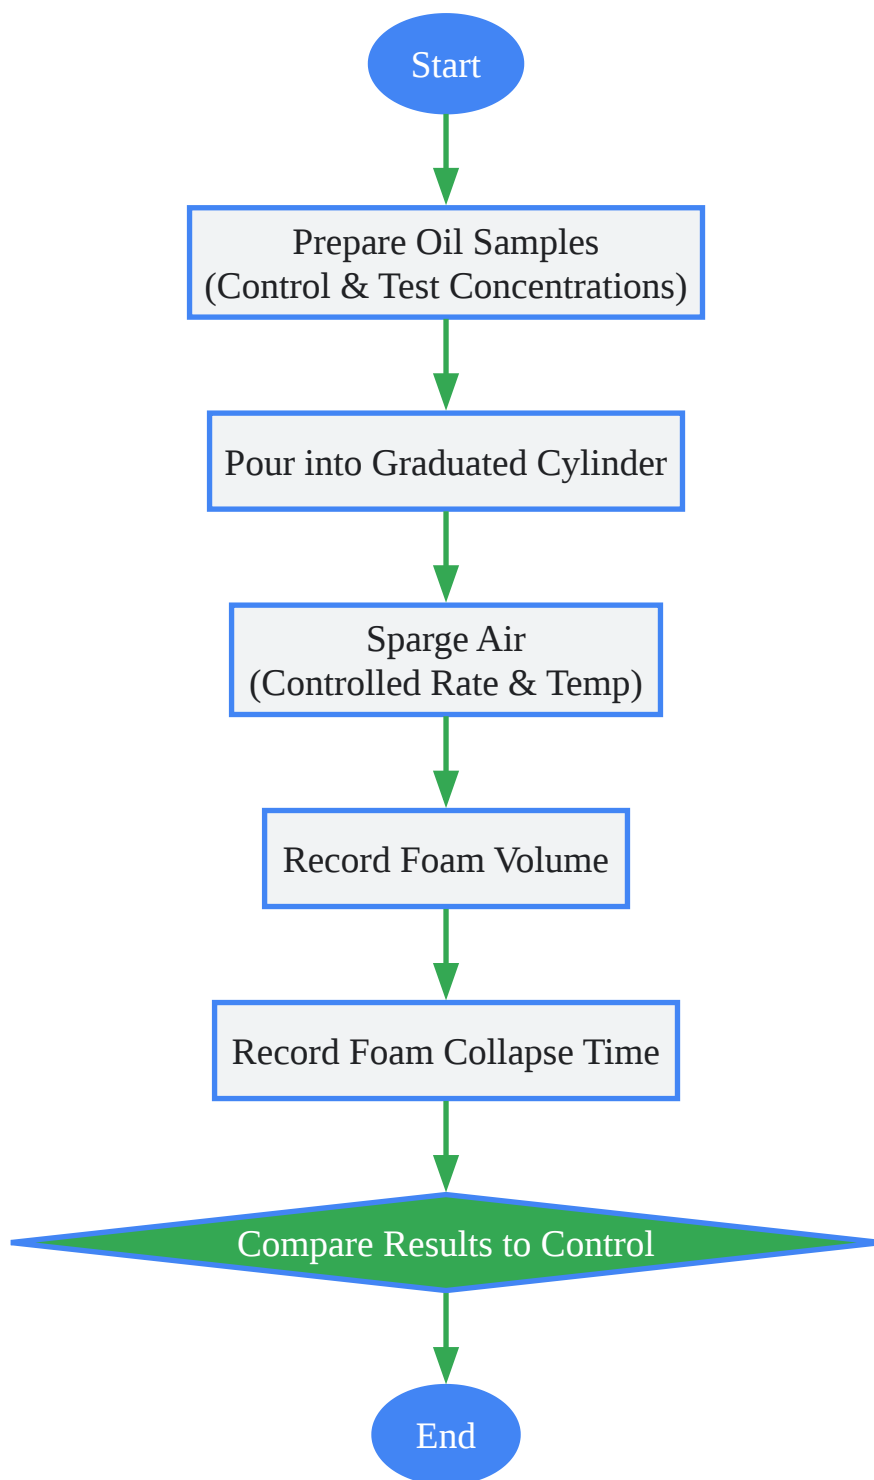 Start
Prepare Oil Samples
(Control & Test Concentrations)
Pour into Graduated Cylinder
Sparge Air
(Controlled Rate & Temp)
Record Foam Volume
Record Foam Collapse Time
Compare Results to Control
End